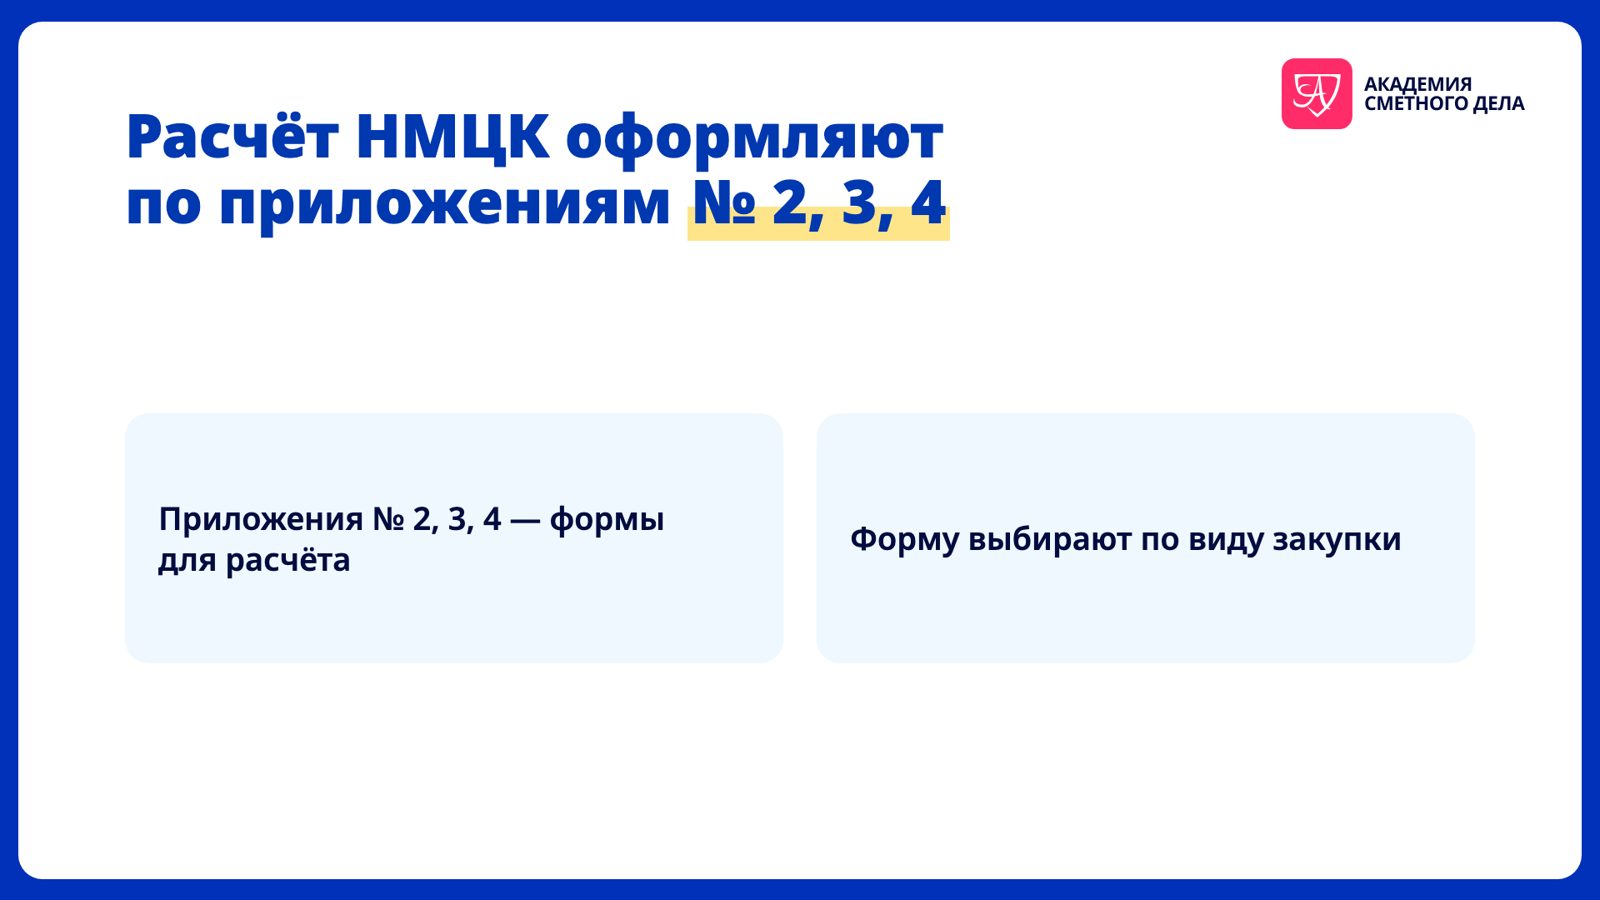 Расчёт НМЦК оформляют
по приложениям № 2, 3, 4
АКАДЕМИЯ
СМЕТНОГО ДЕЛА
Приложения № 2, 3, 4 — формы
для расчёта
Форму выбирают по виду закупки